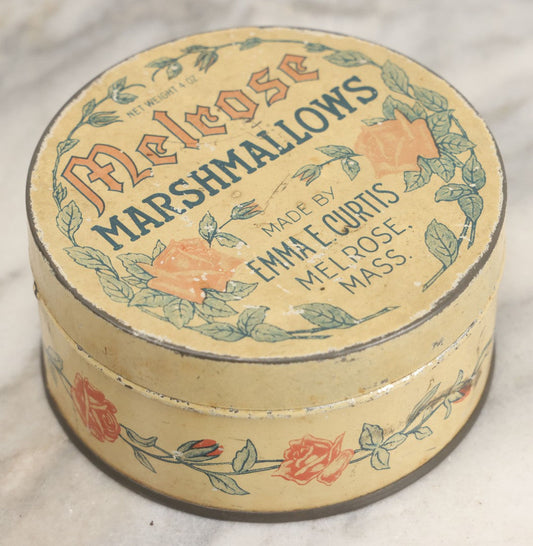 NET WEIGHT 4 OZ
Melrose
MARSHMALLOWS
MADE BY
EMMA E. CURTIS
MELROSE,
MASS.